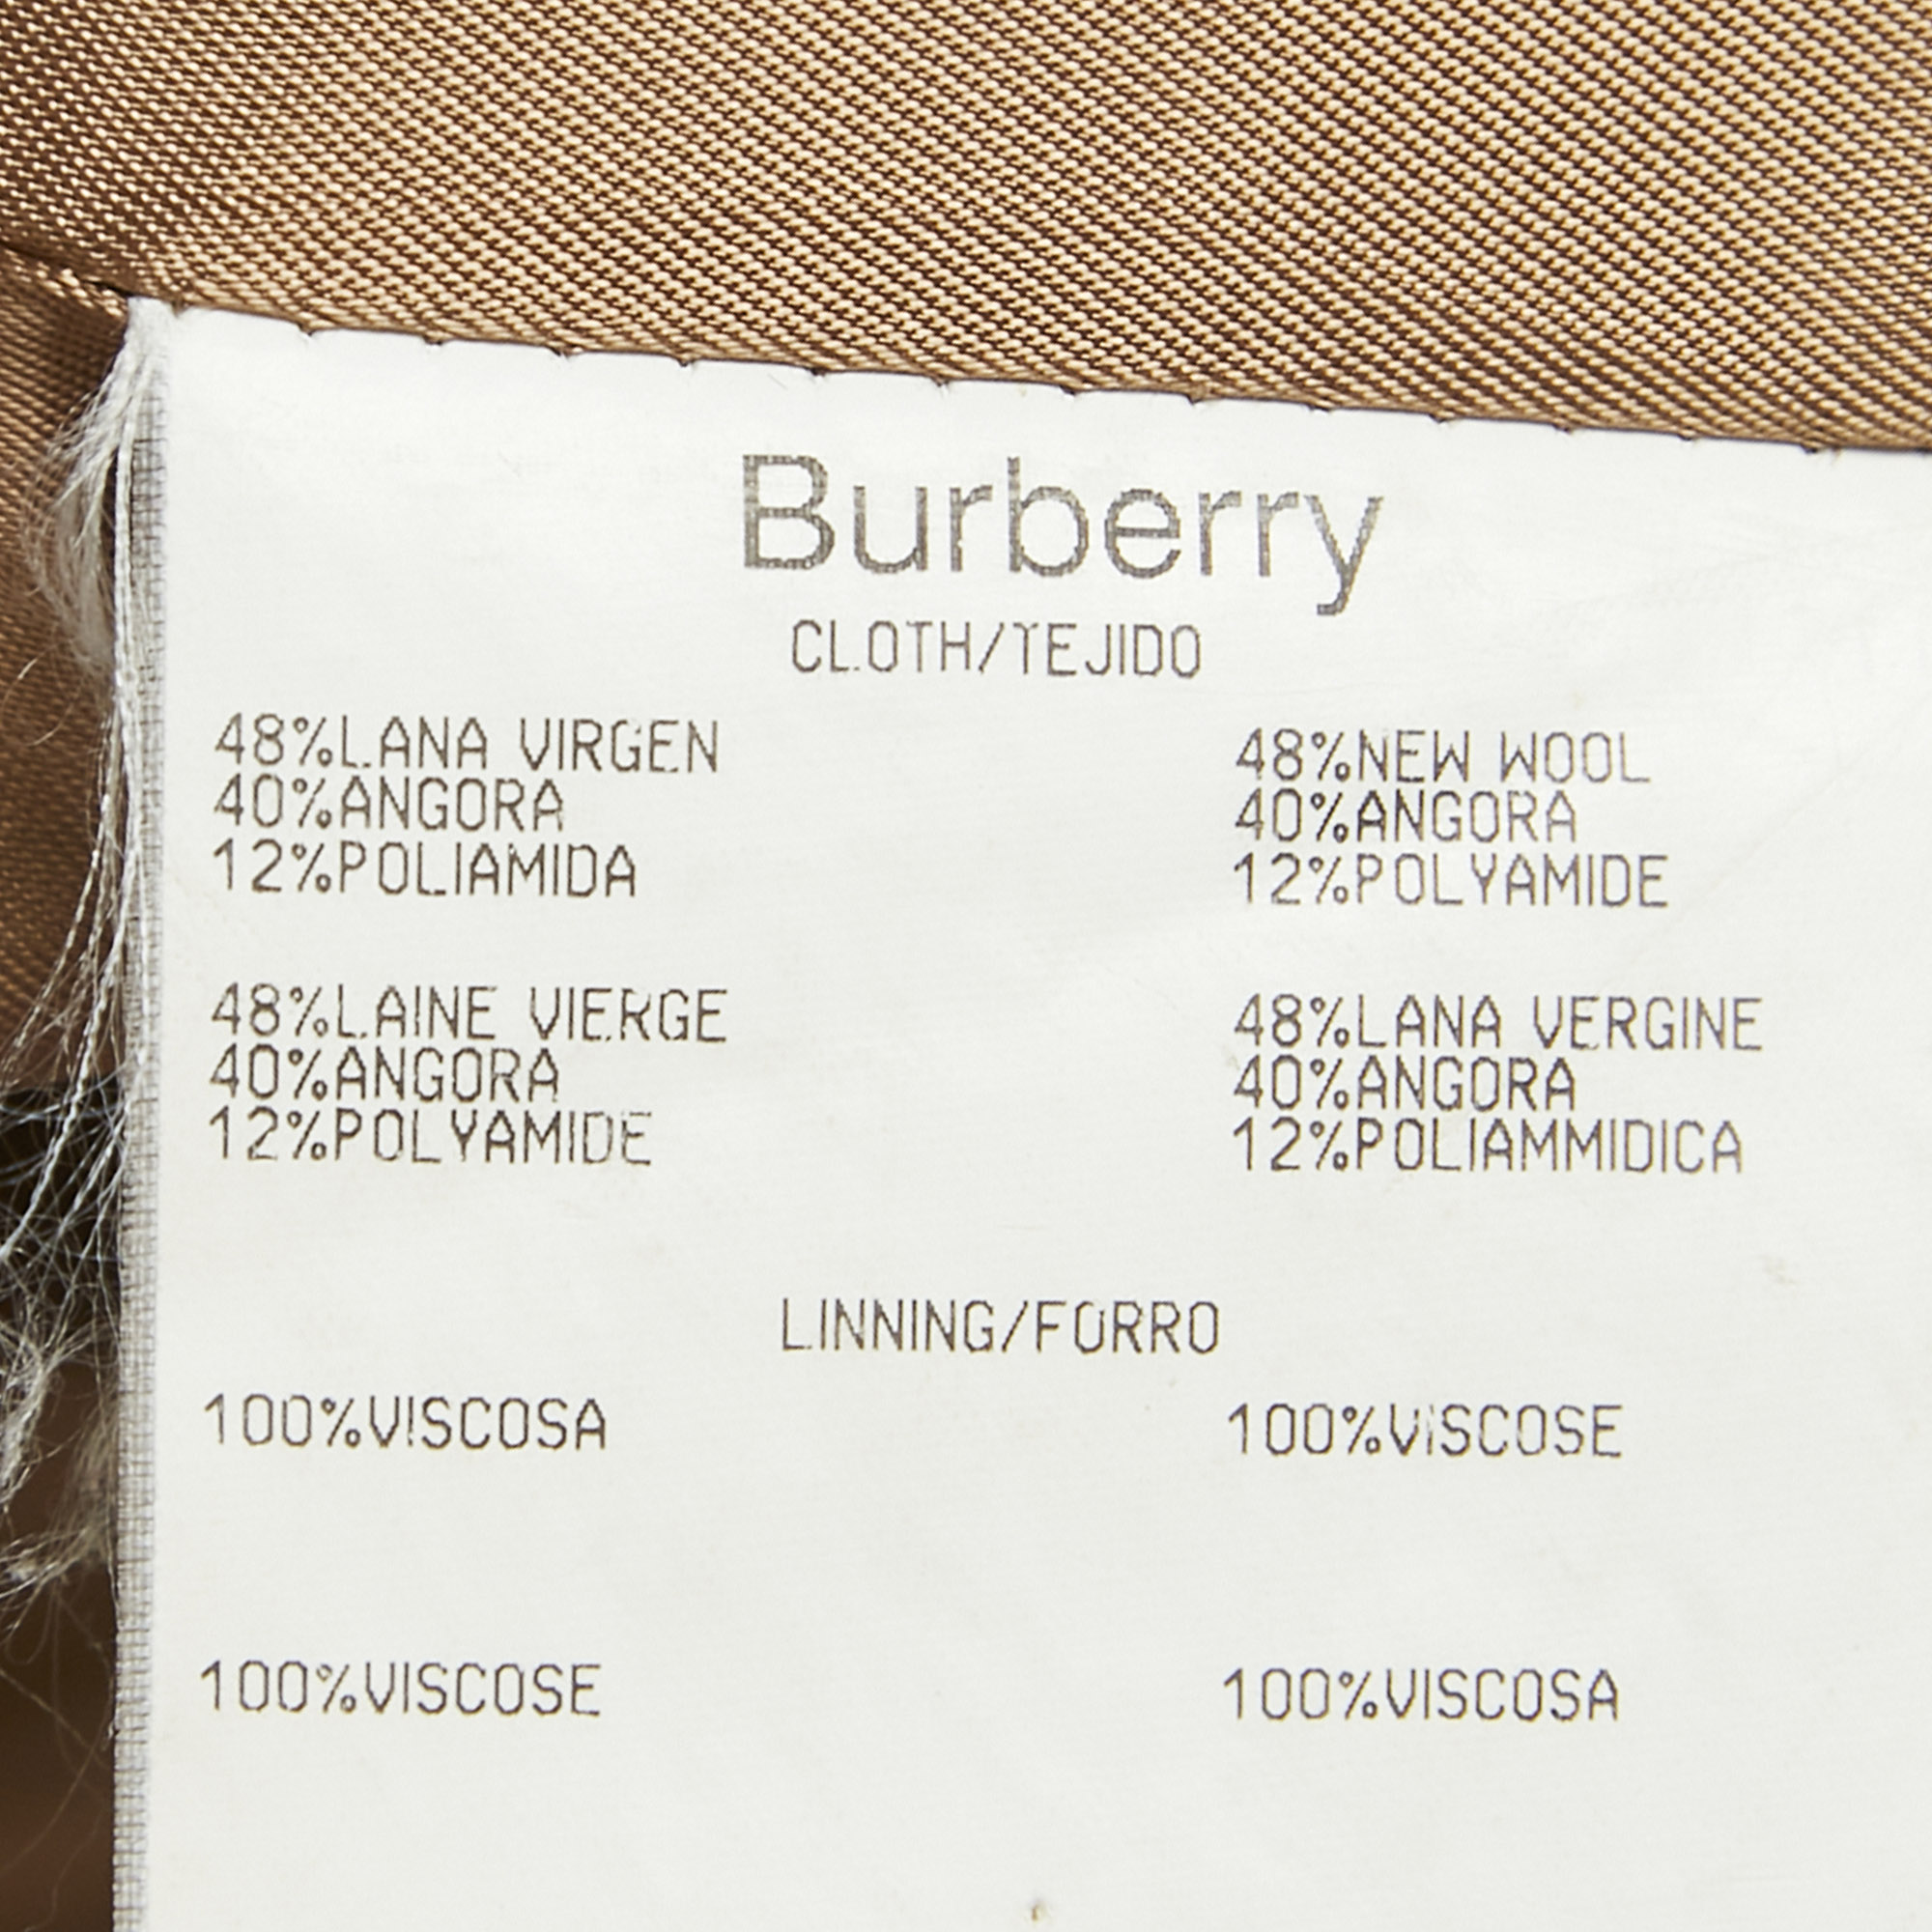 Burberry
CLOTH/TEJIDO
48%LANA VIRGEN
40%ANGORA
12%POLIAMIDA
48%NEW WOOL
40%ANGORA
12%POLYAMIDE
48%LAINE VIERGE
40%ANGORA
12%POLYAMIDE
48%LANA VERGINE
40%ANGORA
12%POLIAMMIDICA
LINNING/FORRO
100%VISCOSA
100%VISCOSE
100%VISCOSE
100%VISCOSA